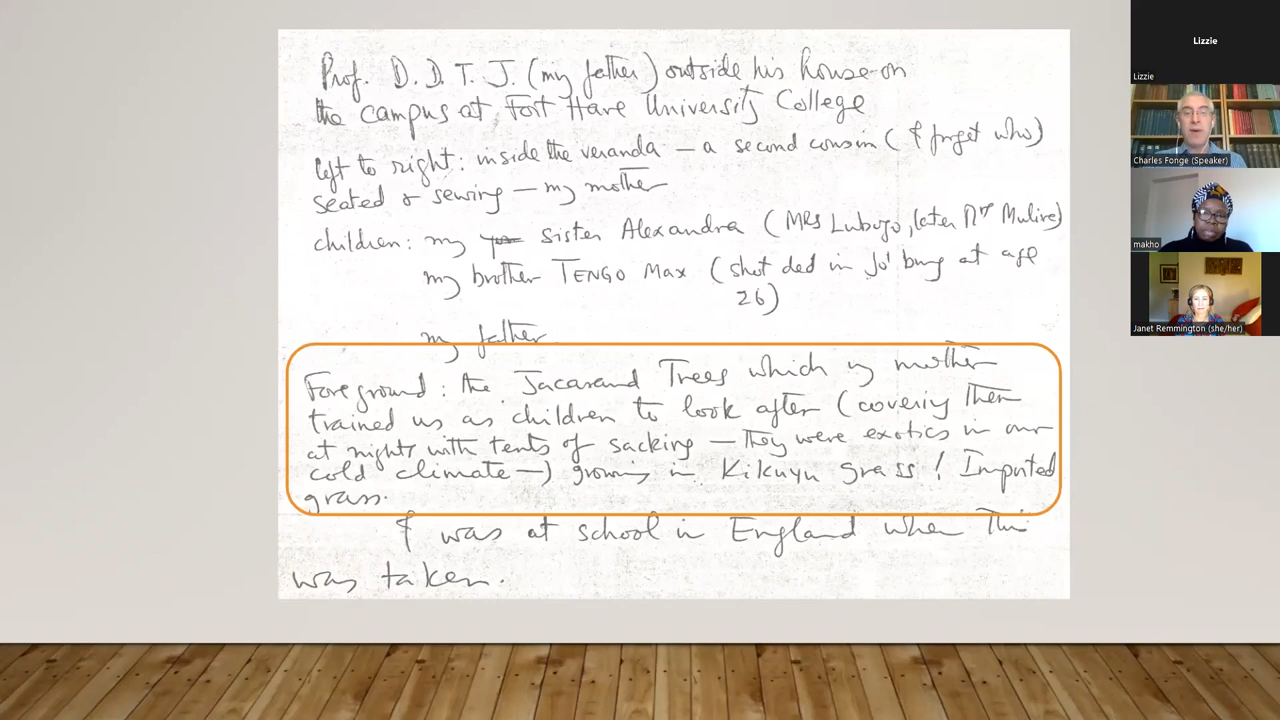 Prof. D. D. T. J. (my father) outside his house on
the campus at Fort Hare University College
left to right: inside the veranda – a second cousin (I forget who)
seated & sewing – my mother
children: my sister Alexandra (Mrs Lubogo, later Mrs Mulira)
my brother TENGO MAX (shot ded in Jo'burg at age
26)
my father
Foreground: the Jacarand Trees which my mother
trained us as children to look after (covering Them
at nights with tents of sacking – They were exotics in our
cold climate –) growing in Kikuyu grass! Imputed
grass.
I was at school in England when This
was taken.
Lizzie
Lizzie
Charles Fonge (Speaker)
makho
Janet Remmington (she/her)